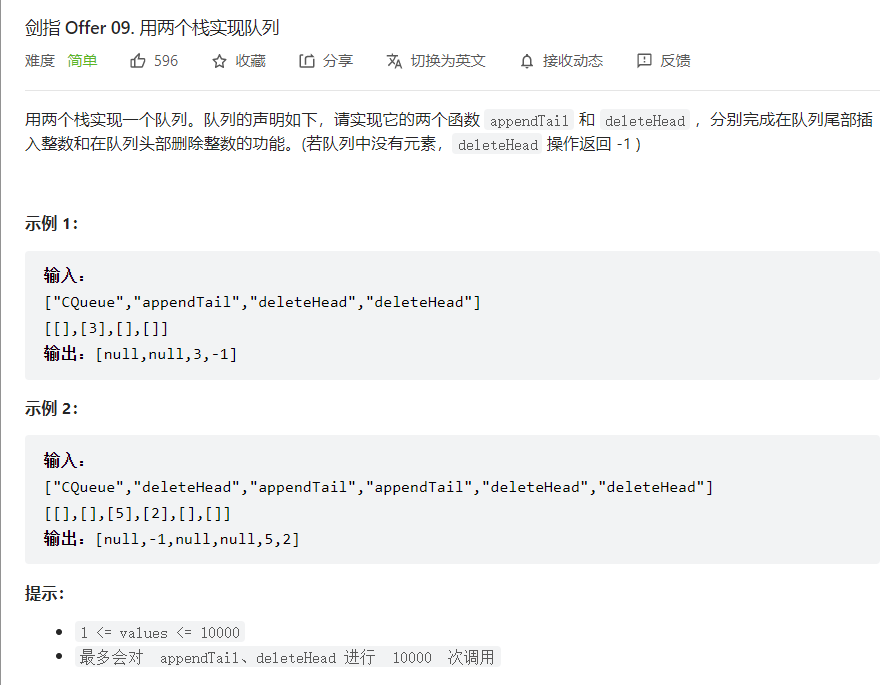 剑指 Offer 09. 用两个栈实现队列
难度 简单 596 收藏 分享 切换为英文 接收动态 反馈
用两个栈实现一个队列。队列的声明如下，请实现它的两个函数 appendTail 和 deleteHead ，分别完成在队列尾部插
入整数和在队列头部删除整数的功能。(若队列中没有元素，deleteHead 操作返回 -1 )
示例 1：
输入：
["CQueue","appendTail","deleteHead","deleteHead"]
[[],[3],[],[]]
输出：[null,null,3,-1]
示例 2：
输入：
["CQueue","deleteHead","appendTail","appendTail","deleteHead","deleteHead"]
[[],[],[5],[2],[],[]]
输出：[null,-1,null,null,5,2]
提示：
1 <= values <= 10000
最多会对 appendTail、deleteHead 进行 10000 次调用